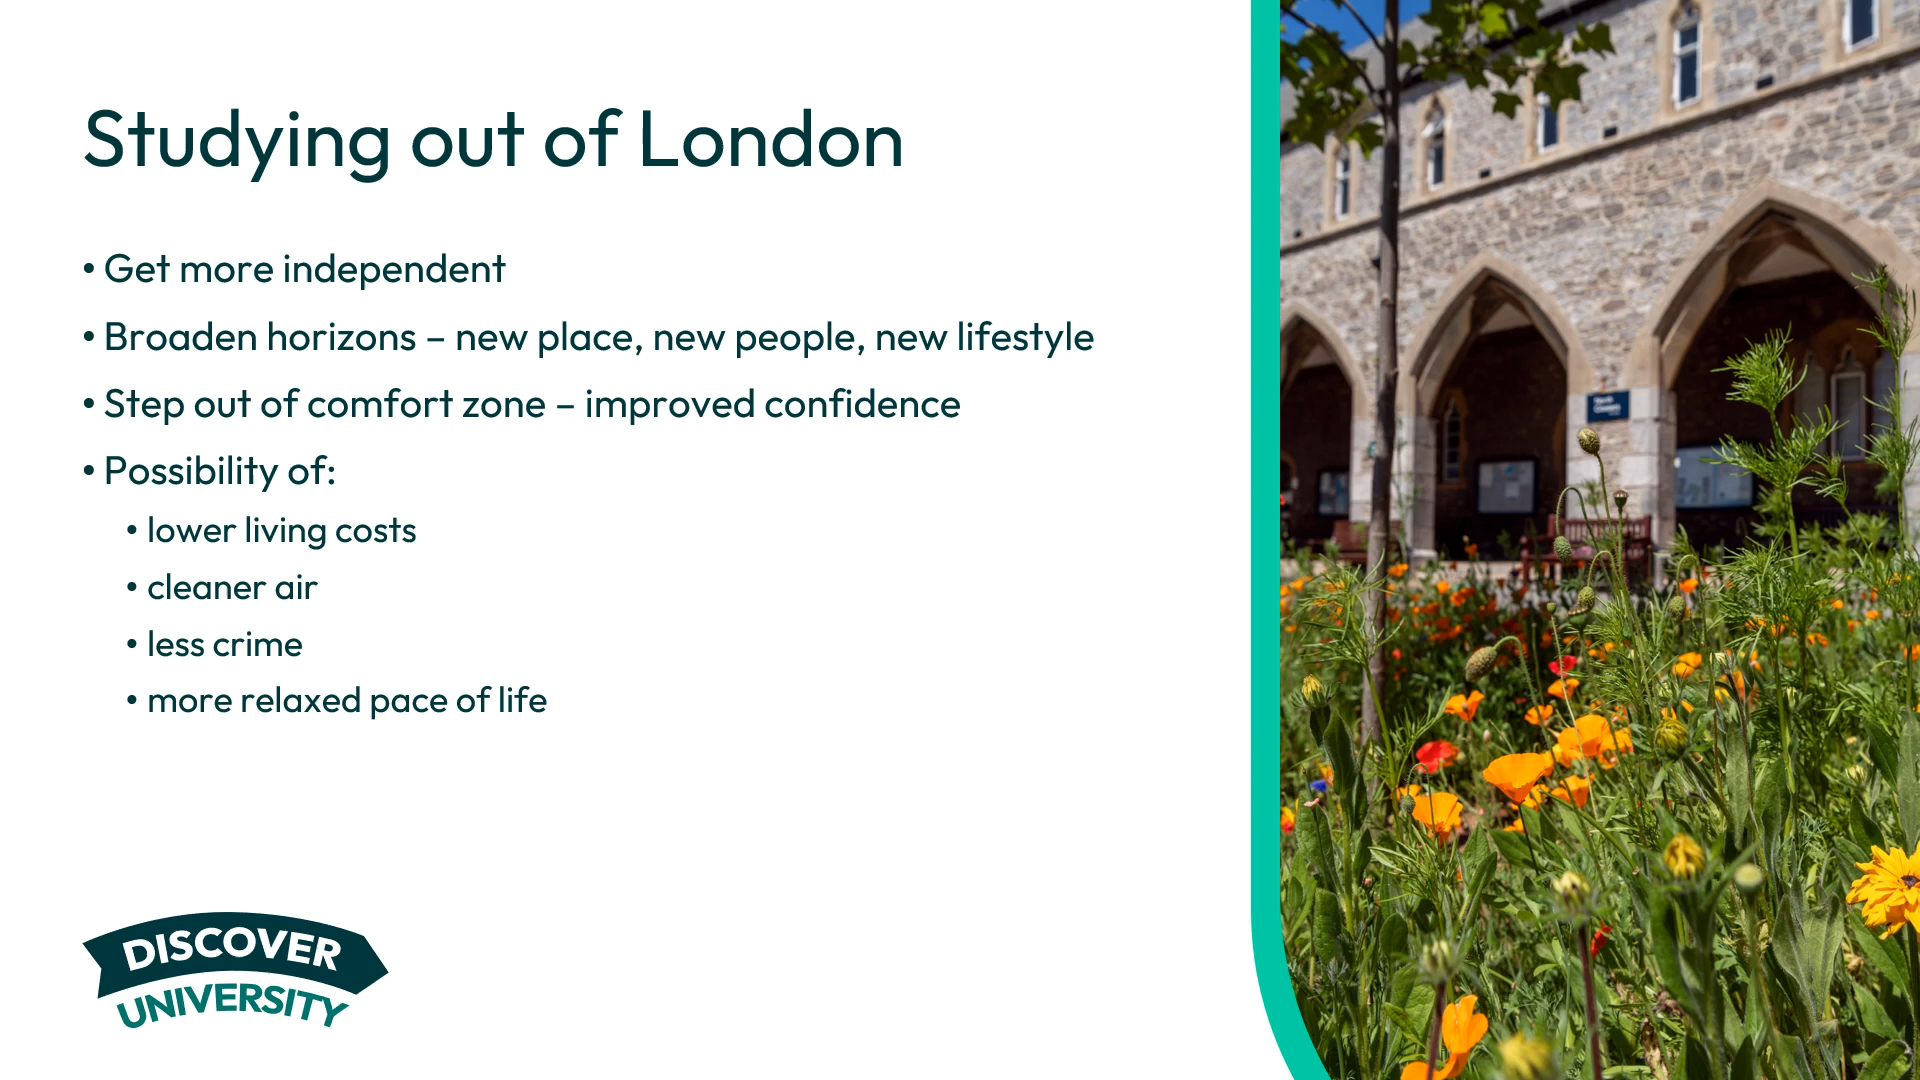 Studying out of London
• Get more independent
• Broaden horizons – new place, new people, new lifestyle
• Step out of comfort zone – improved confidence
• Possibility of:
• lower living costs
• cleaner air
• less crime
• more relaxed pace of life
DISCOVER
UNIVERSITY